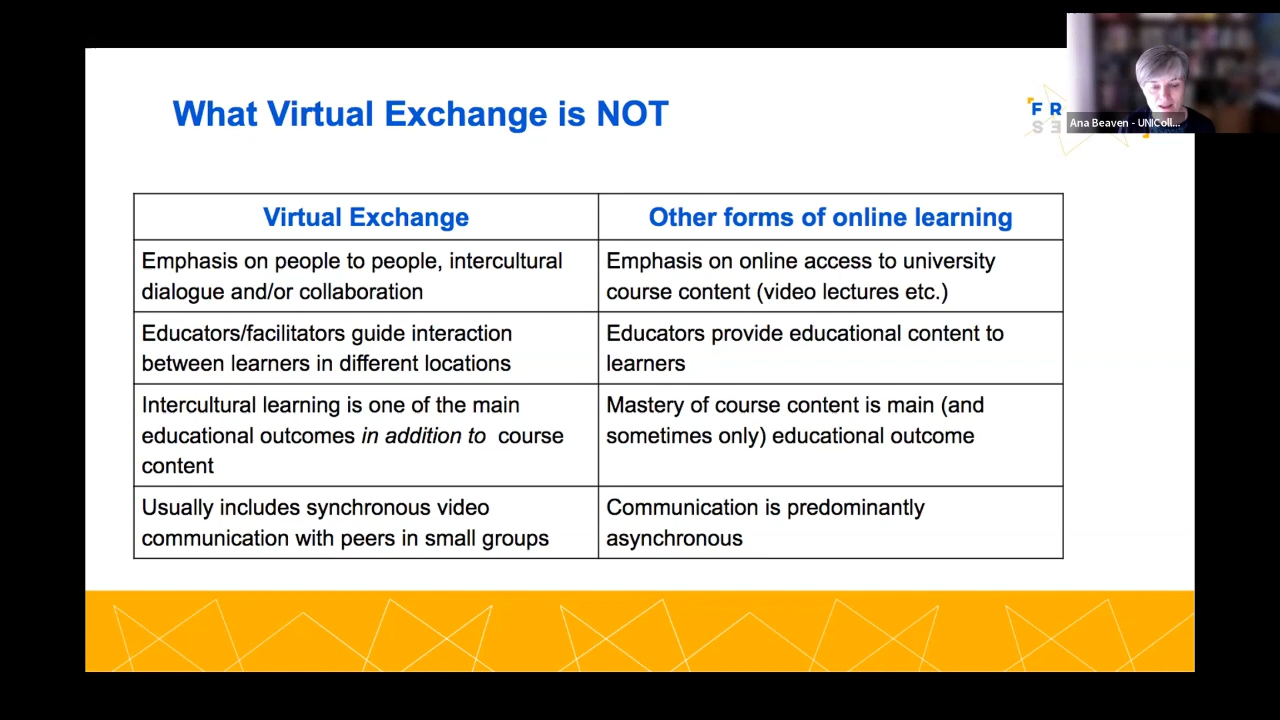 What Virtual Exchange is NOT
FR
SE
Ana Beaven - UNIColl...
Virtual Exchange
Other forms of online learning
Emphasis on people to people, intercultural
dialogue and/or collaboration
Emphasis on online access to university
course content (video lectures etc.)
Educators/facilitators guide interaction
between learners in different locations
Educators provide educational content to
learners
Intercultural learning is one of the main
educational outcomes in addition to course
content
Mastery of course content is main (and
sometimes only) educational outcome
Usually includes synchronous video
communication with peers in small groups
Communication is predominantly
asynchronous